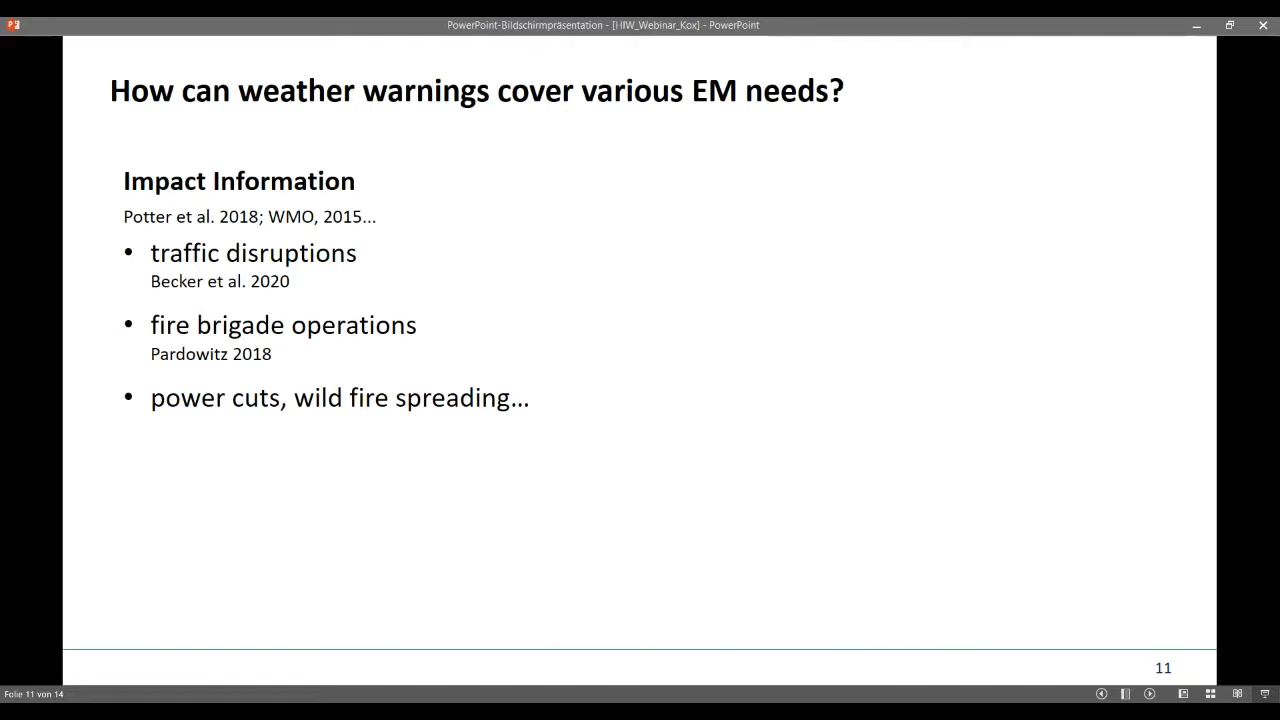 PowerPoint-Bildschirmpräsentation - [HIW_Webinar_Kox] - PowerPoint
How can weather warnings cover various EM needs?
Impact Information
Potter et al. 2018; WMO, 2015...
• traffic disruptions
Becker et al. 2020
• fire brigade operations
Pardowitz 2018
• power cuts, wild fire spreading...
11
Folie 11 von 14